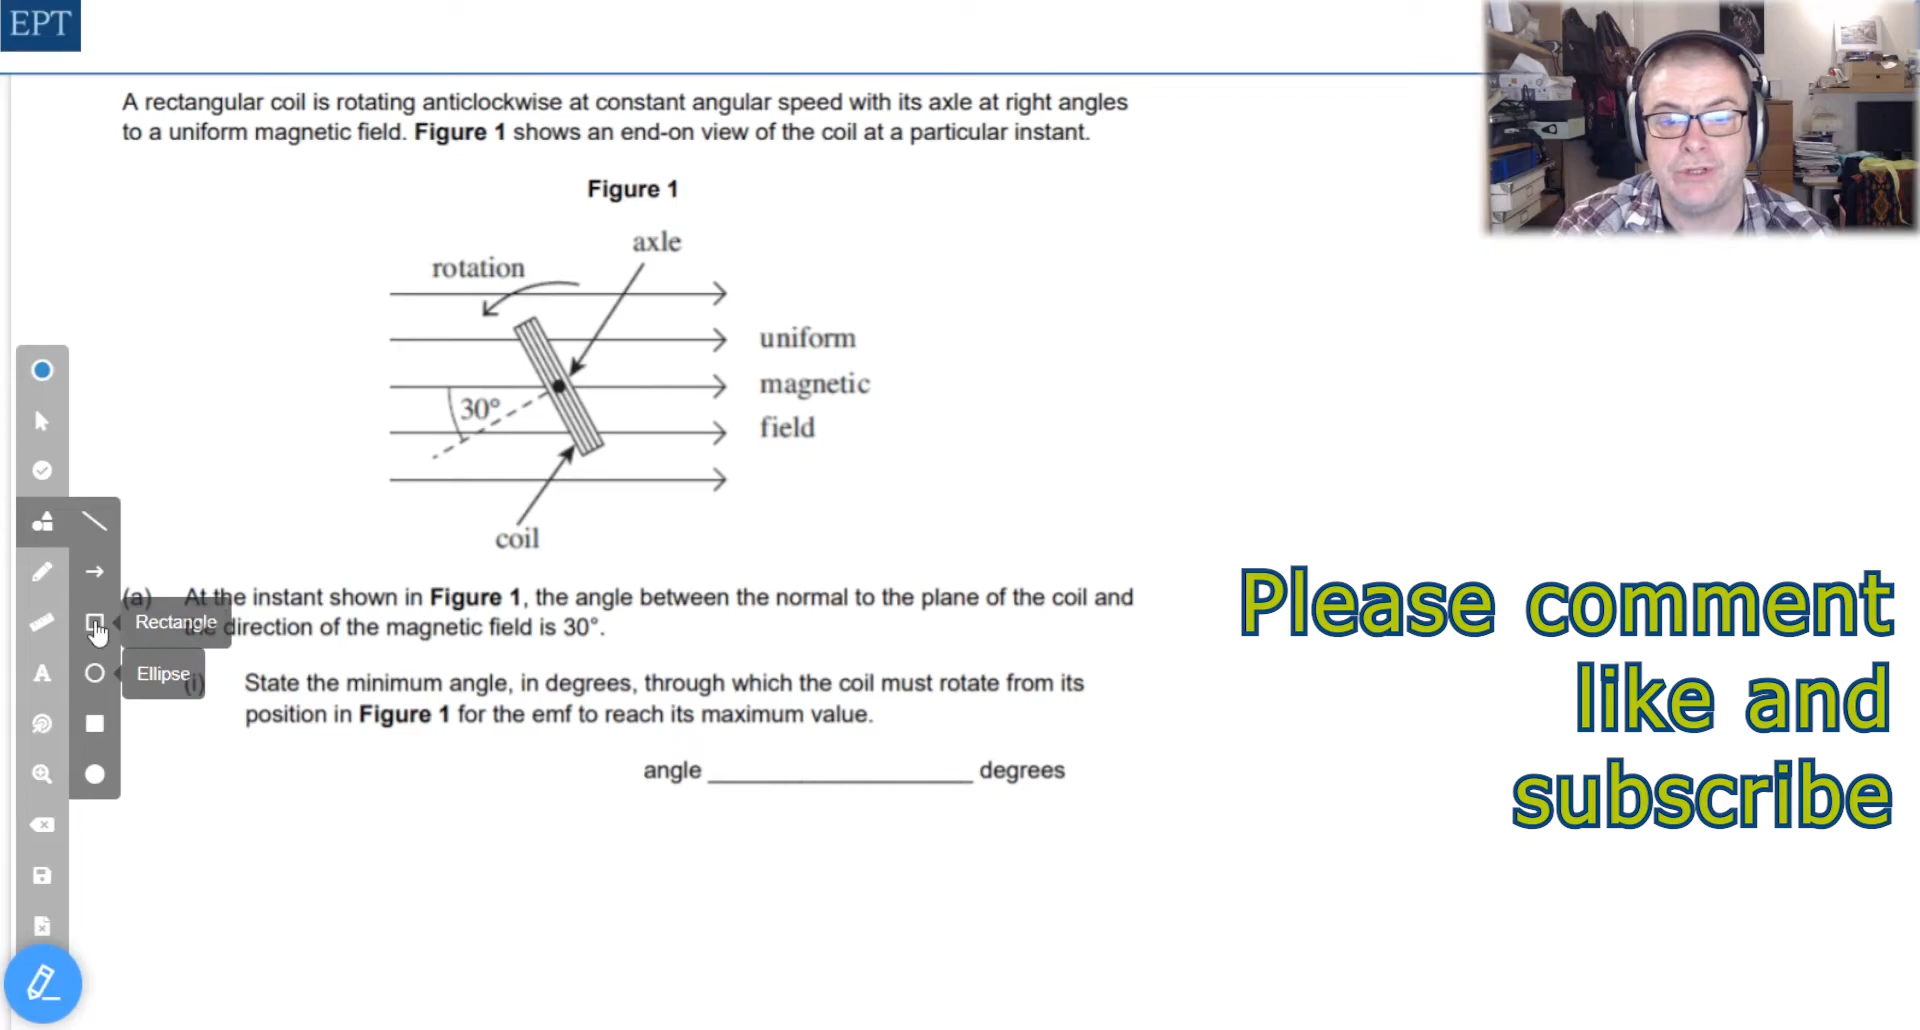 EPT
A rectangular coil is rotating anticlockwise at constant angular speed with its axle at right angles
to a uniform magnetic field. Figure 1 shows an end-on view of the coil at a particular instant.
Figure 1
axle
rotation
uniform
magnetic
field
30°
coil
(a) At the instant shown in Figure 1, the angle between the normal to the plane of the coil and
the direction of the magnetic field is 30°.
Rectangle
Ellipse
(i) State the minimum angle, in degrees, through which the coil must rotate from its
position in Figure 1 for the emf to reach its maximum value.
angle ____________________ degrees
A
Please comment
like and
subscribe